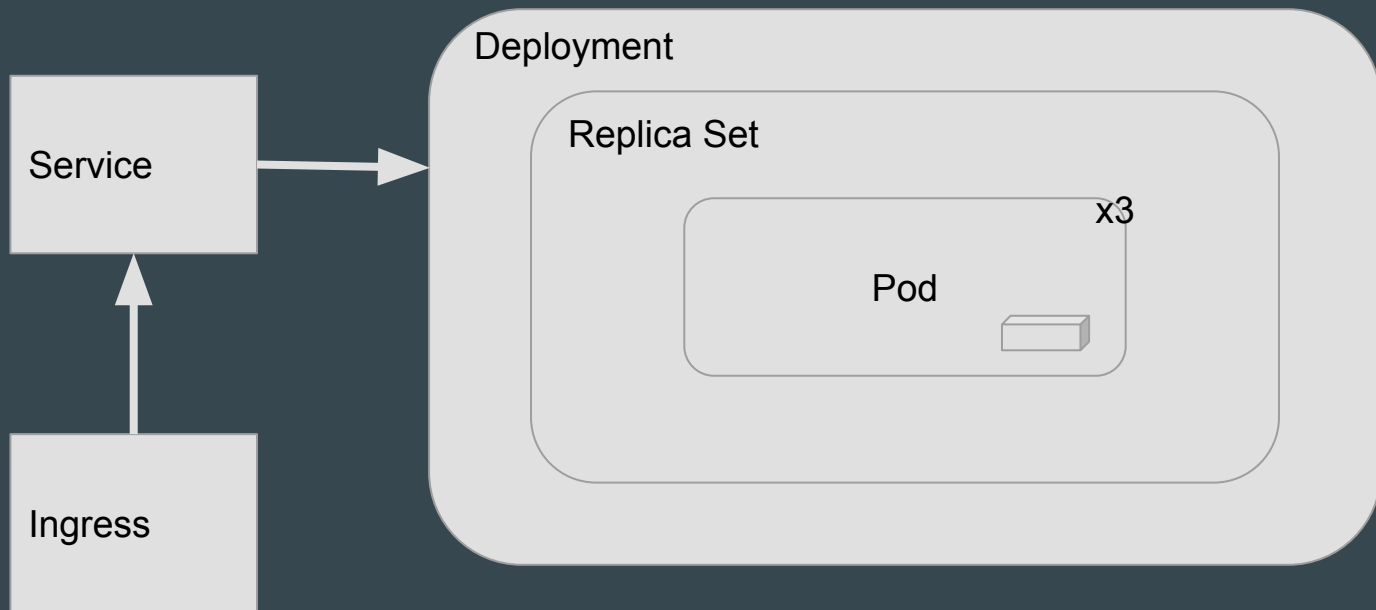 Deployment
Replica Set
Service
x3
Pod
Ingress